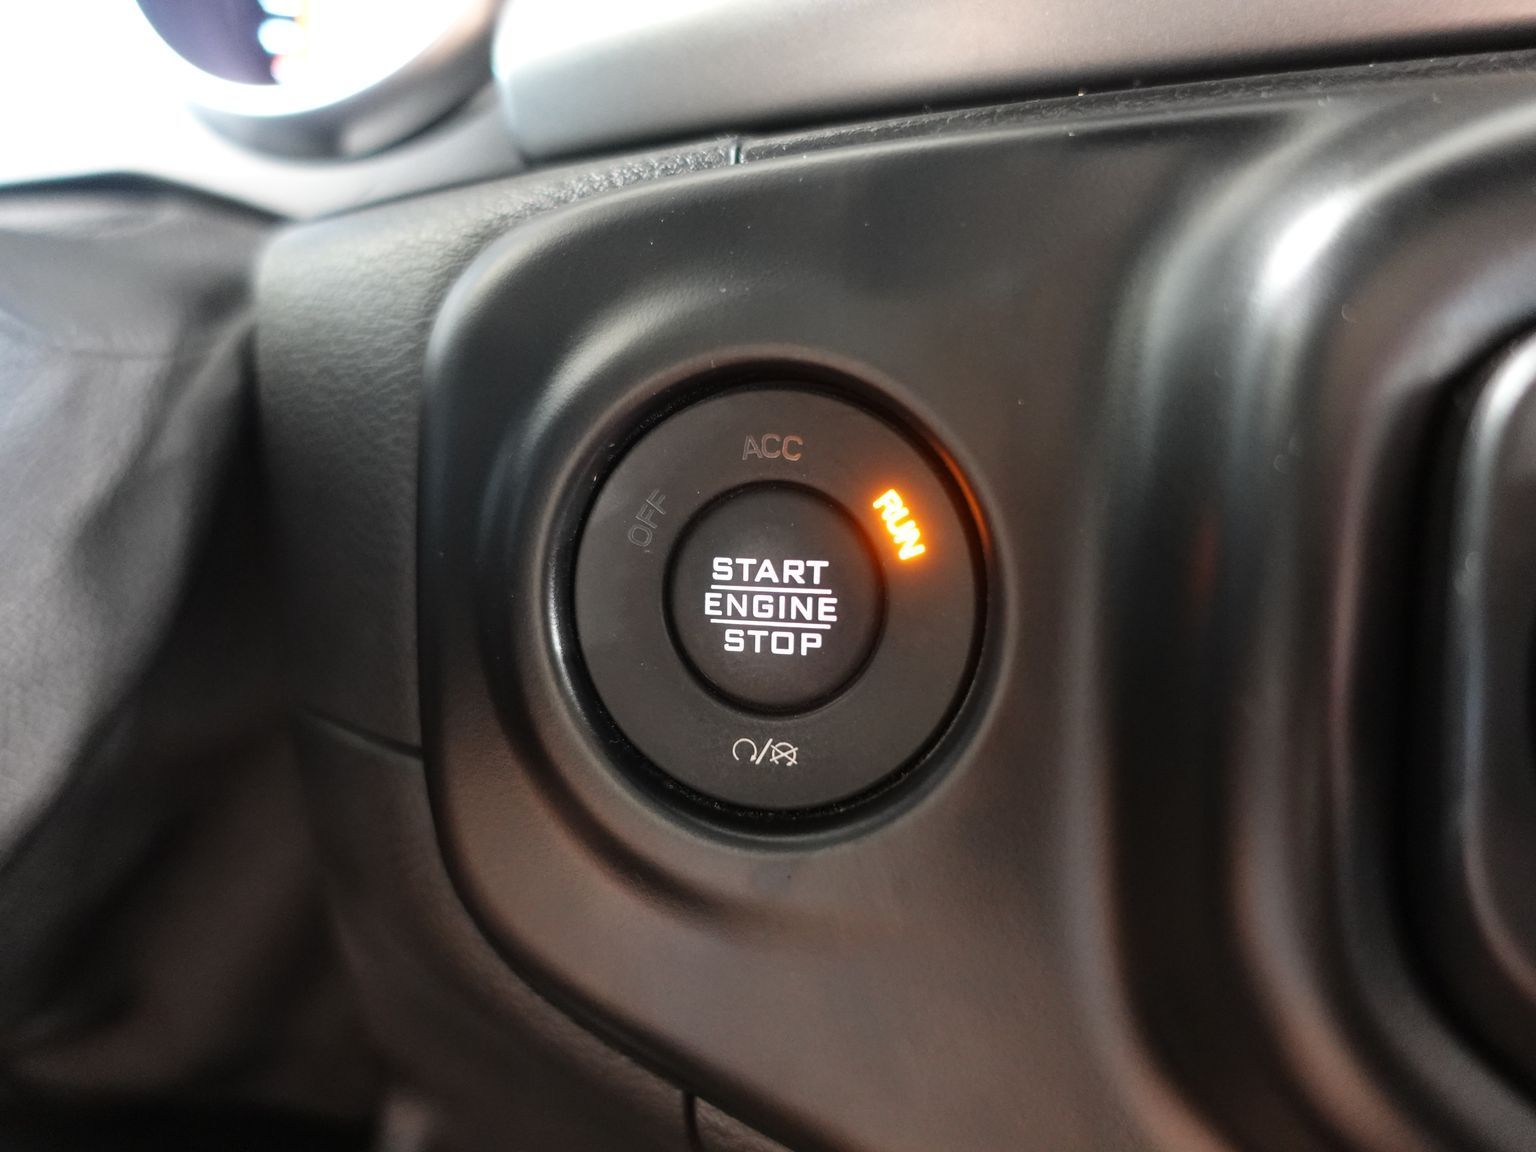 ACC
OFF
RUN
START
ENGINE
STOP